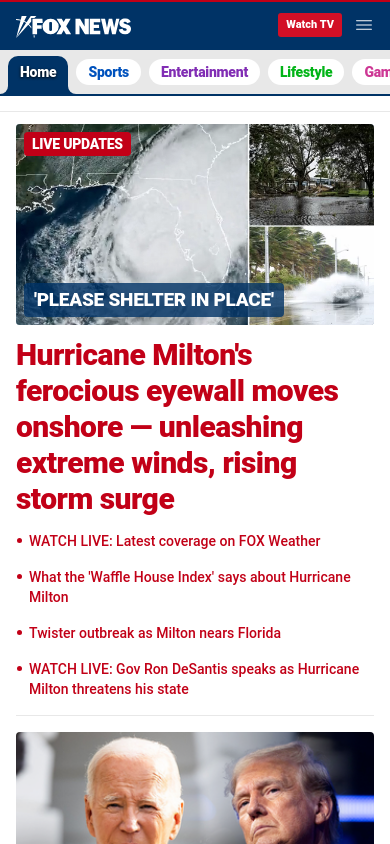 FOX NEWS
Watch TV
Home
Sports
Entertainment
Lifestyle
Gam
LIVE UPDATES
'PLEASE SHELTER IN PLACE'
Hurricane Milton's
ferocious eyewall moves
onshore — unleashing
extreme winds, rising
storm surge
WATCH LIVE: Latest coverage on FOX Weather
What the 'Waffle House Index' says about Hurricane
Milton
Twister outbreak as Milton nears Florida
WATCH LIVE: Gov Ron DeSantis speaks as Hurricane
Milton threatens his state